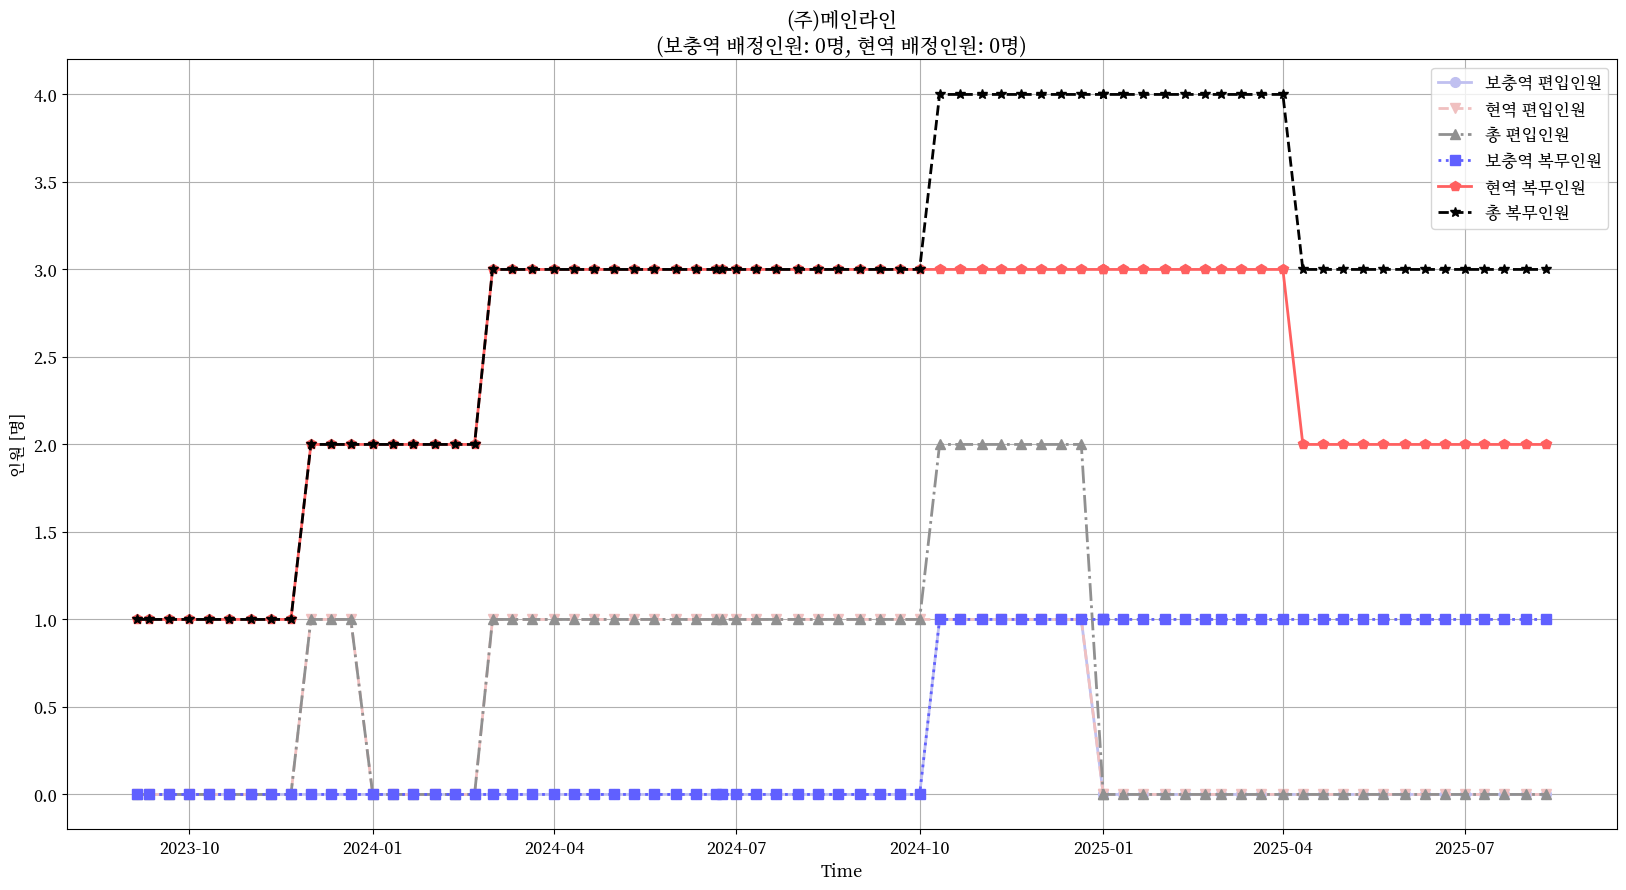 (주)메인라인
(보충역 배정인원: 0명, 현역 배정인원: 0명)
보충역 편입인원
현역 편입인원
총 편입인원
보충역 복무인원
현역 복무인원
총 복무인원
인원 [명]
4.0
3.5
3.0
2.5
2.0
1.5
1.0
0.5
0.0
2023-10 2024-01 2024-04 2024-07 2024-10 2025-01 2025-04 2025-07
Time